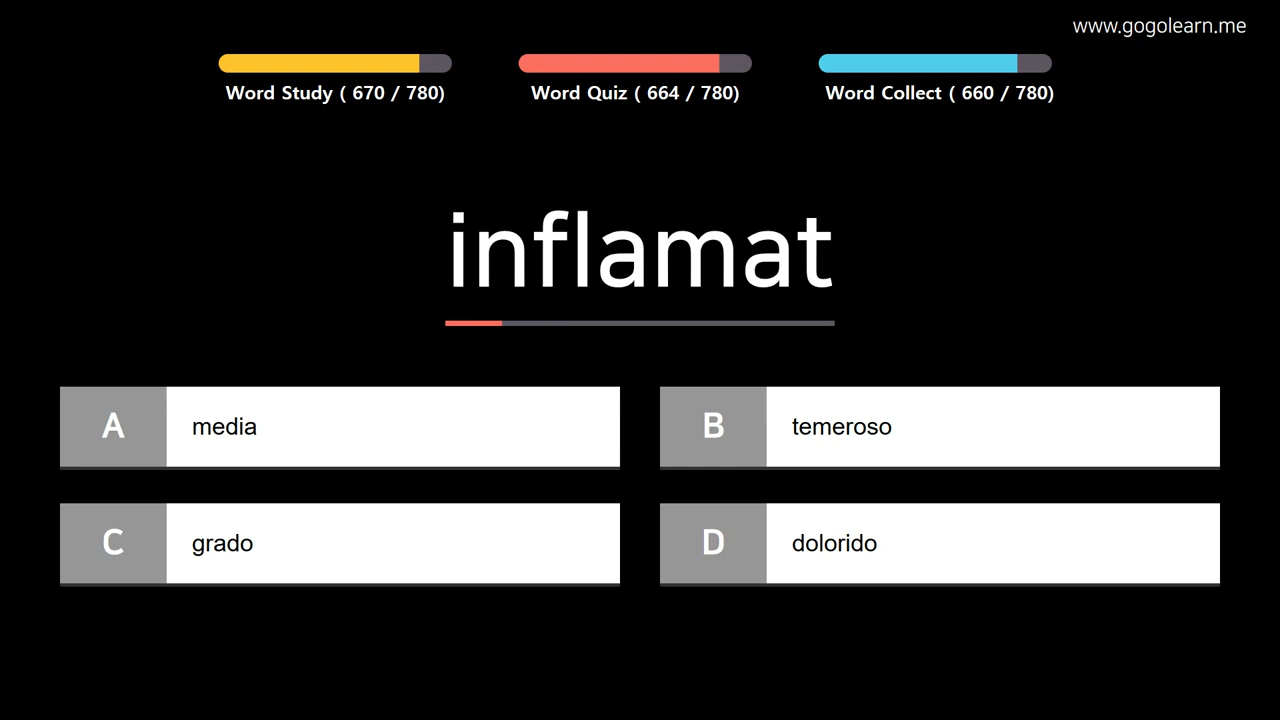 www.gogolearn.me
Word Study ( 670 / 780)
Word Quiz ( 664 / 780)
Word Collect ( 660 / 780)
inflamat
A media
B temeroso
C grado
D dolorido